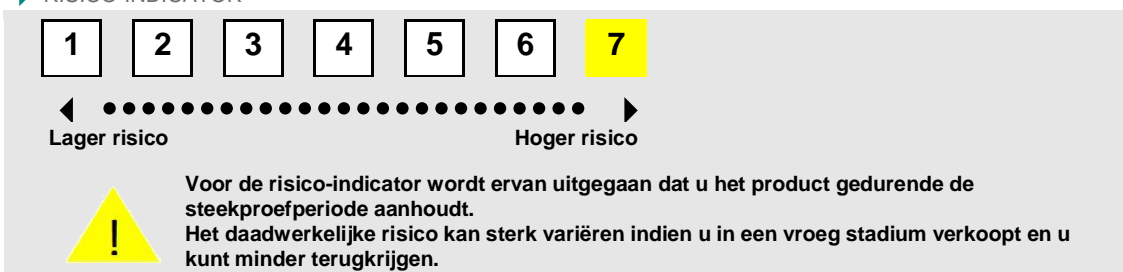 RISICO-INDICATOR
1 2 3 4 5 6 7
Lager risico Hoger risico
Voor de risico-indicator wordt ervan uitgegaan dat u het product gedurende de
steekproefperiode aanhoudt.
Het daadwerkelijke risico kan sterk variëren indien u in een vroeg stadium verkoopt en u
kunt minder terugkrijgen.
!